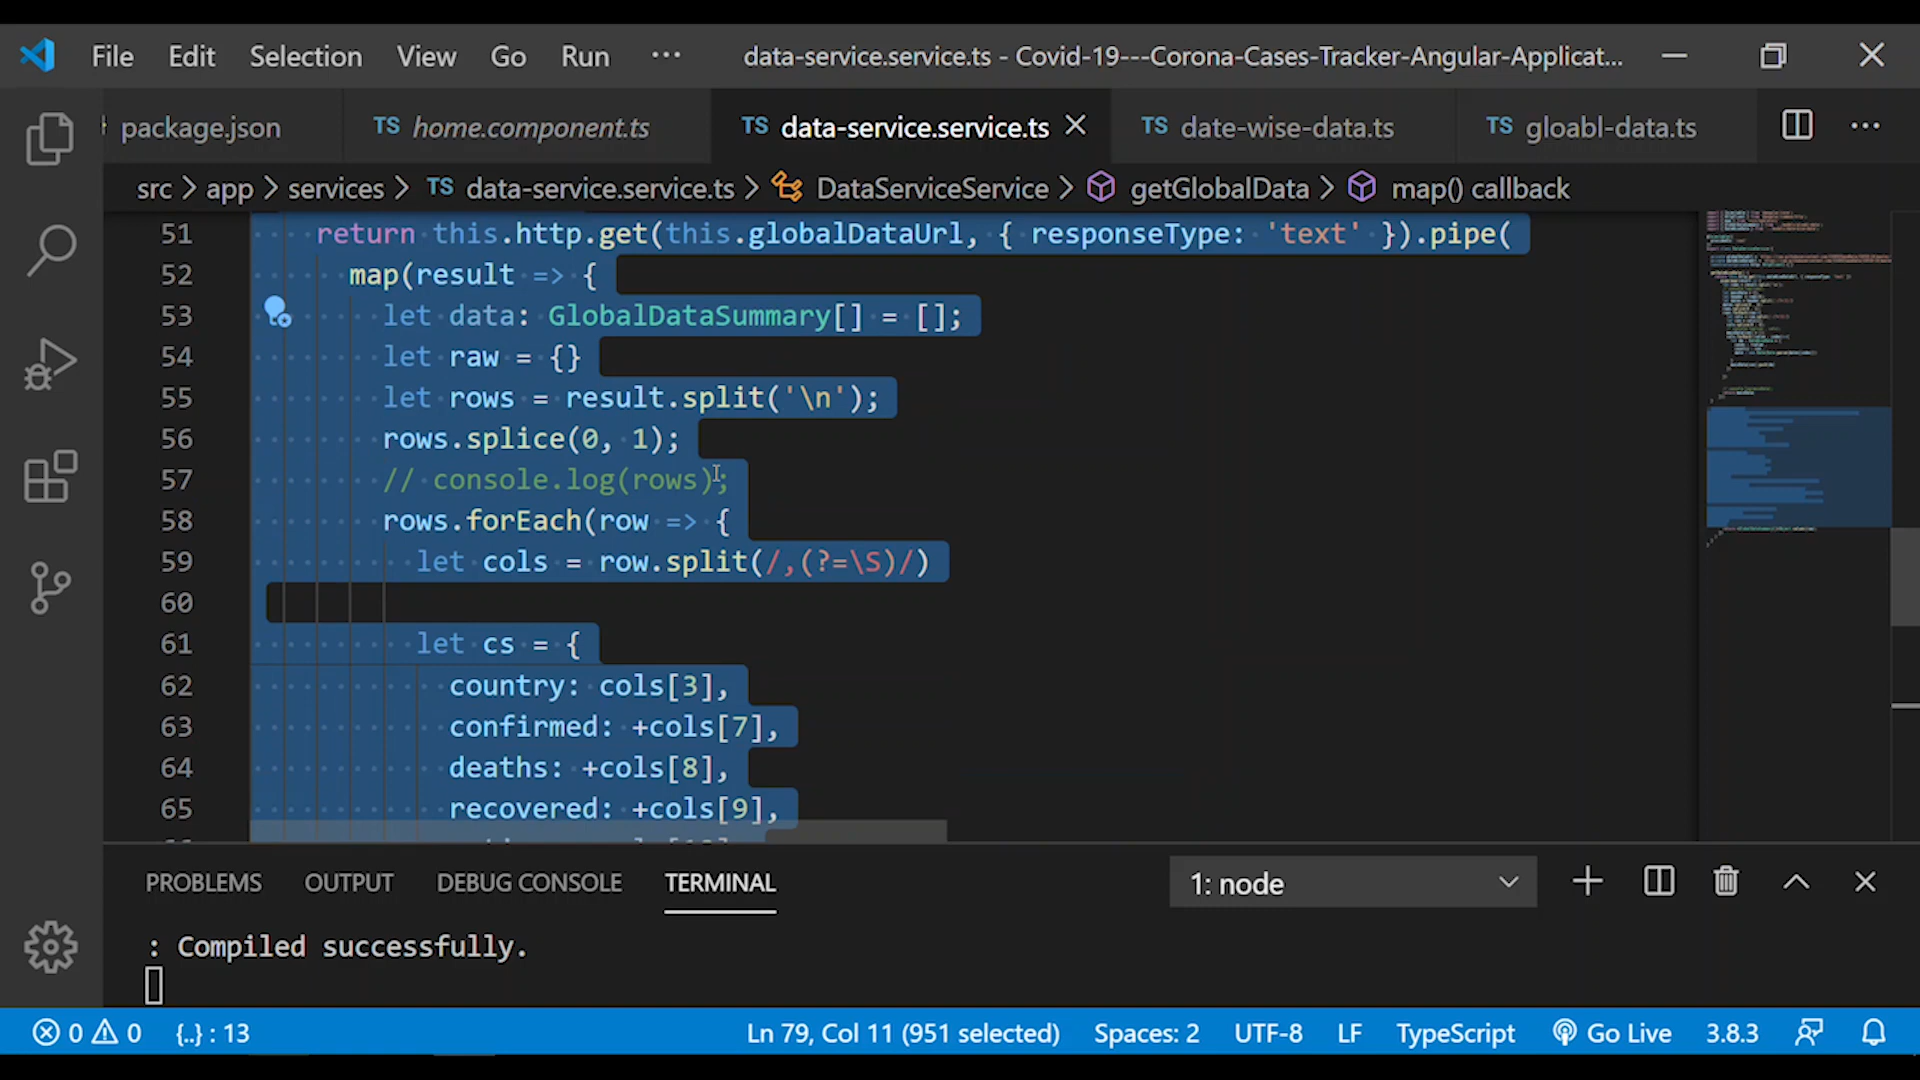 File Edit Selection View Go Run ··· data-service.service.ts - Covid-19---Corona-Cases-Tracker-Angular-Applicat...
package.json TS home.component.ts TS data-service.service.ts TS date-wise-data.ts TS gloabl-data.ts
src > app > services > TS data-service.service.ts > DataServiceService > getGlobalData > map() callback
51 return this.http.get(this.globalDataUrl, { responseType: 'text' }).pipe(
52 map(result => {
53 let data: GlobalDataSummary[] = [];
54 let raw = {}
55 let rows = result.split('\n');
56 rows.splice(0, 1);
57 // console.log(rows);
58 rows.forEach(row => {
59 let cols = row.split(/,(?=\S)/)
60
61 let cs = {
62 country: cols[3],
63 confirmed: +cols[7],
64 deaths: +cols[8],
65 recovered: +cols[9],
PROBLEMS OUTPUT DEBUG CONSOLE TERMINAL 1: node
: Compiled successfully.
0 0 {..} : 13 Ln 79, Col 11 (951 selected) Spaces: 2 UTF-8 LF TypeScript Go Live 3.8.3